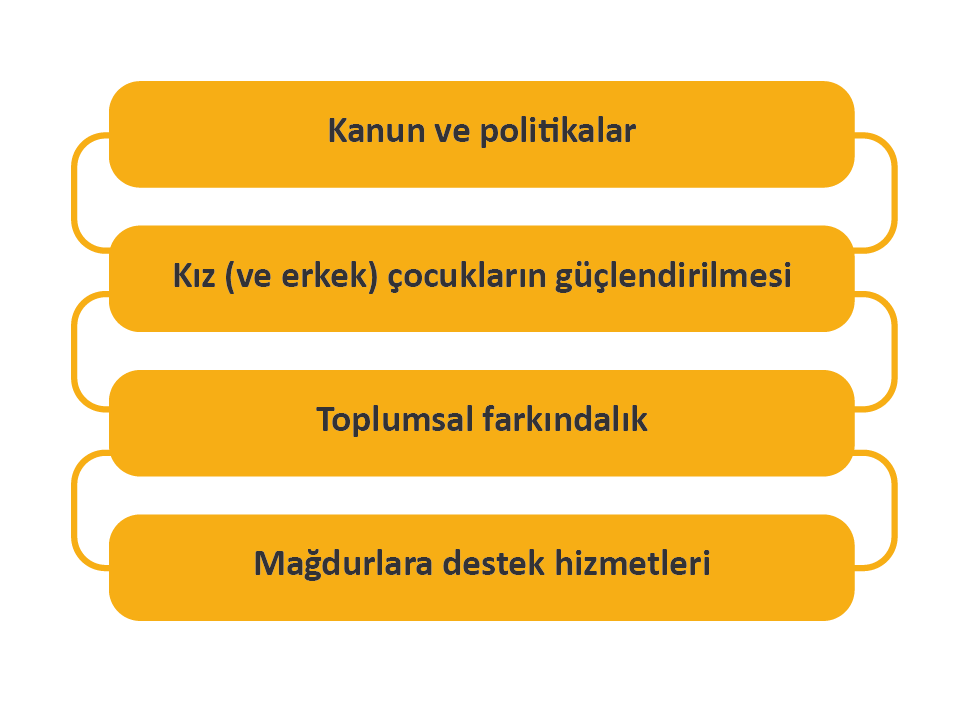 Kanun ve politikalar
Kız (ve erkek) çocukların güçlendirilmesi
Toplumsal farkındalık
Mağdurlara destek hizmetleri